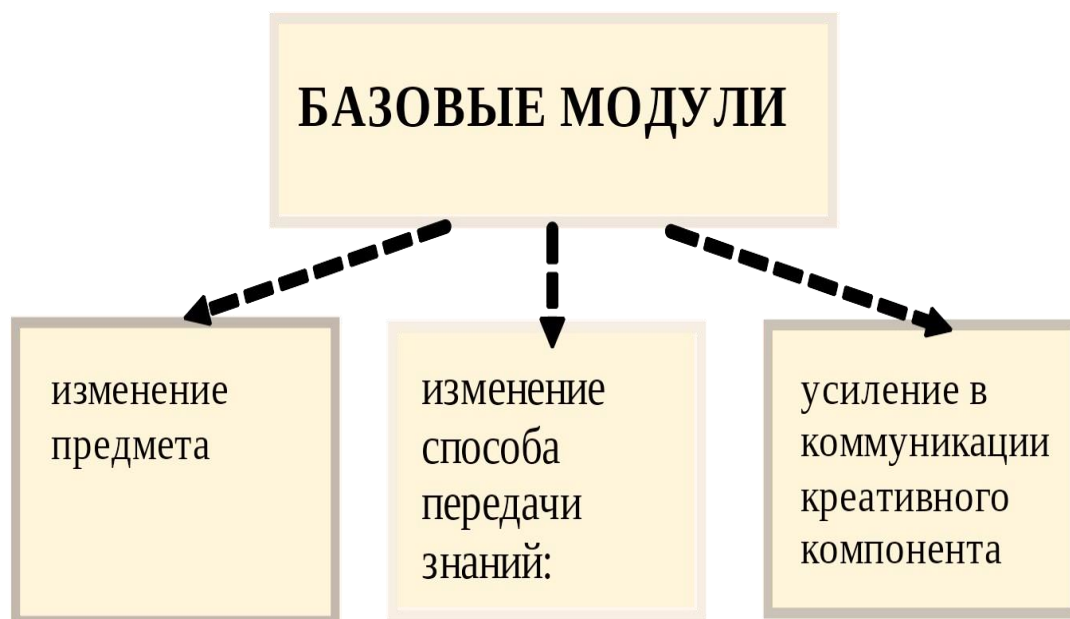 БАЗОВЫЕ МОДУЛИ
изменение
предмета
изменение
способа
передачи
знаний:
усиление в
коммуникации
креативного
компонента